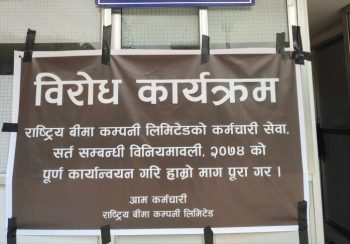 विरोध कार्यक्रम
राष्ट्रिय बीमा कम्पनी लिमिटेडको कर्मचारी सेवा,
सर्त सम्बन्धी विनियमावली, २०७४ को
पूर्ण कार्यान्वयन गरि हाम्रो माग पूरा गर ।
आम कर्मचारी
राष्ट्रिय बीमा कम्पनी लिमिटेड